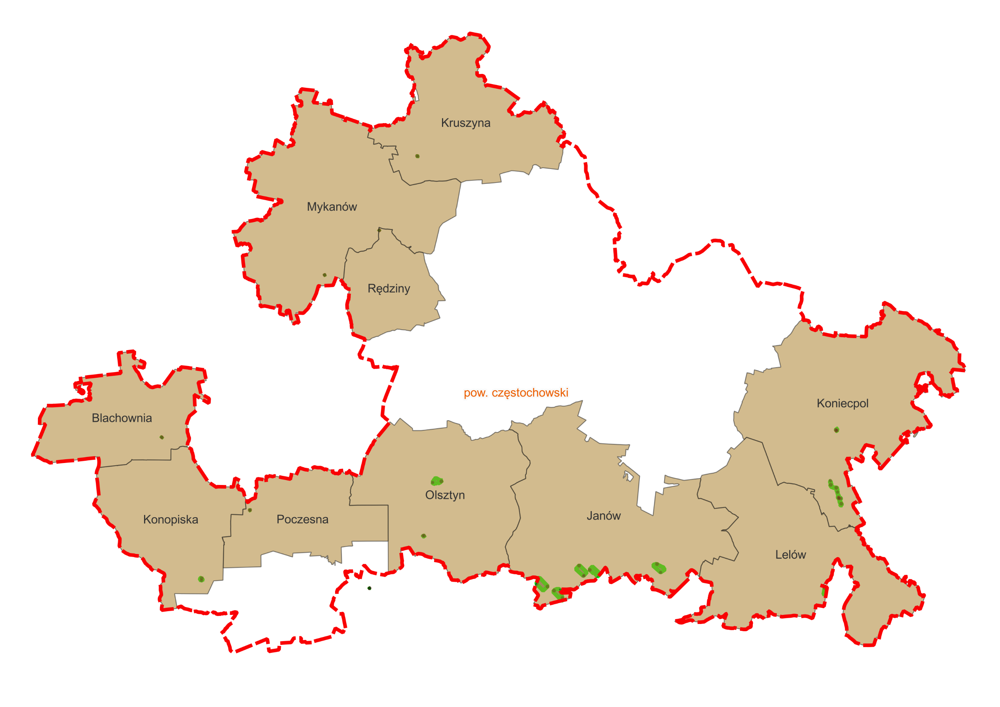 Kruszyna
Mykanów
Rędziny
pow. częstochowski
Koniecpol
Blachownia
Olsztyn
Janów
Konopiska
Poczesna
Lelów